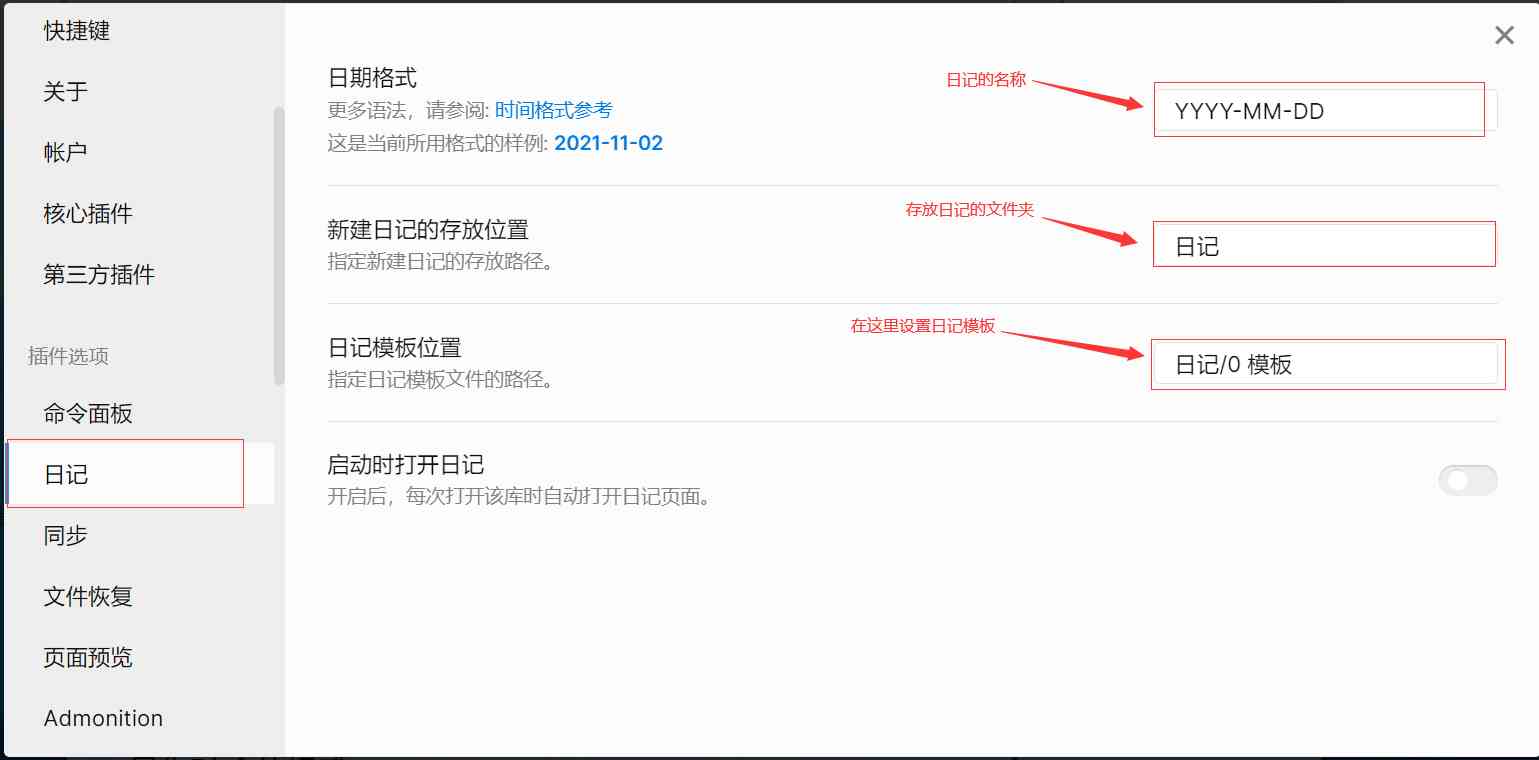 快捷键
关于
帐户
核心插件
第三方插件
插件选项
命令面板
日记
同步
文件恢复
页面预览
Admonition
日期格式
更多语法，请参阅: 时间格式参考
这是当前所用格式的样例: 2021-11-02
日记的名称
YYYY-MM-DD
新建日记的存放位置
指定新建日记的存放路径。
存放日记的文件夹
日记
日记模板位置
指定日记模板文件的路径。
在这里设置日记模板
日记/0 模板
启动时打开日记
开启后，每次打开该库时自动打开日记页面。